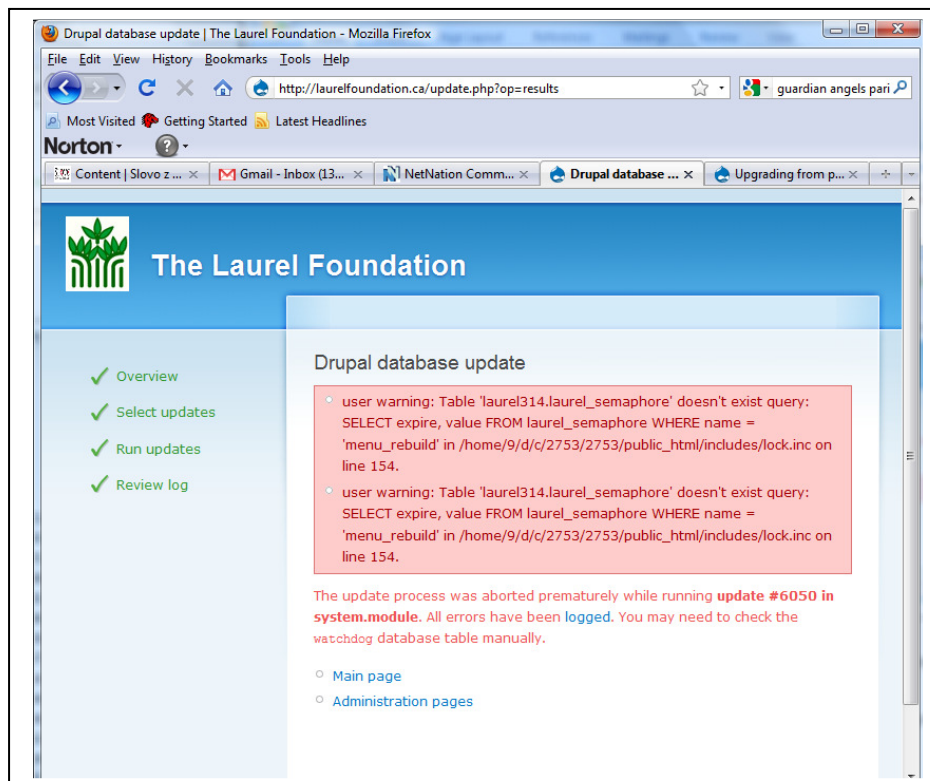 Drupal database update | The Laurel Foundation - Mozilla Firefox
File Edit View History Bookmarks Tools Help
http://laurelfoundation.ca/update.php?op=results
guardian angels pari
Most Visited Getting Started Latest Headlines
Norton
Content | Slovo z ... Gmail - Inbox (13... NetNation Comm... Drupal database ... Upgrading from p...
The Laurel Foundation
Overview
Select updates
Run updates
Review log
Drupal database update
user warning: Table 'laurel314.laurel_semaphore' doesn't exist query:
SELECT expire, value FROM laurel_semaphore WHERE name =
'menu_rebuild' in /home/9/d/c/2753/2753/public_html/includes/lock.inc on
line 154.
user warning: Table 'laurel314.laurel_semaphore' doesn't exist query:
SELECT expire, value FROM laurel_semaphore WHERE name =
'menu_rebuild' in /home/9/d/c/2753/2753/public_html/includes/lock.inc on
line 154.
The update process was aborted prematurely while running update #6050 in
system.module. All errors have been logged. You may need to check the
watchdog database table manually.
Main page
Administration pages